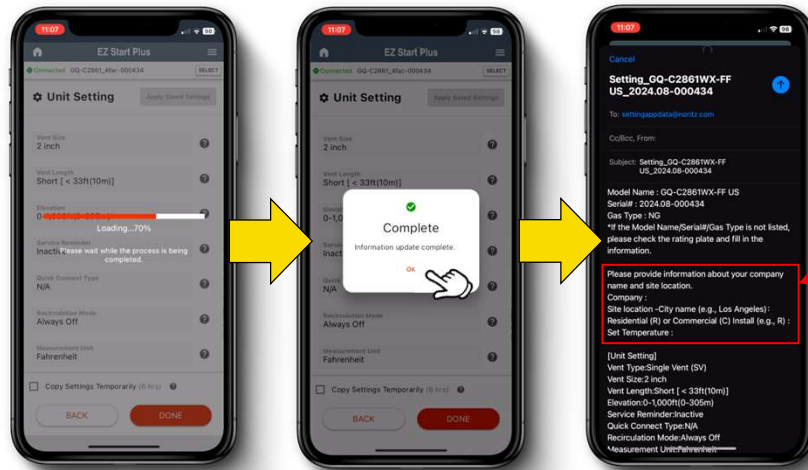 11:07
98
EZ Start Plus
Connected GQ-C2861_4fac-000434
SELECT
Unit Setting
Apply Saved Settings
Vent Size
2 inch
Vent Length
Short [ < 33ft(10m)]
Elevation
Loading...70%
Service Reminder
Please wait while the process is being
completed.
Quick Connect Type
N/A
Recirculation Mode
Always Off
Measurement Unit
Fahrenheit
Copy Settings Temporarily (6 hrs)
BACK
DONE
11:07
98
EZ Start Plus
Connected GQ-C2861_4fac-000434
SELECT
Unit Setting
Apply Saved Settings
Vent Size
2 inch
Vent Length
Short [ < 33ft(10m)]
Complete
Information update complete.
OK
N/A
Recirculation Mode
Always Off
Measurement Unit
Fahrenheit
Copy Settings Temporarily (6 hrs)
BACK
DONE
11:07
98
Cancel
Setting_GQ-C2861WX-FF
US_2024.08-000434
To: settingappdata@noritz.com
Cc/Bcc, From:
Subject: Setting_GQ-C2861WX-FF
US_2024.08-000434
Model Name : GQ-C2861WX-FF US
Serial# : 2024.08-000434
Gas Type : NG
*If the Model Name/Serial#/Gas Type is not listed,
please check the rating plate and fill in the
information.
Please provide information about your company
name and site location.
Company :
Site location -City name (e.g., Los Angeles) :
Residential (R) or Commercial (C) Install (e.g., R) :
Set Temperature :
[Unit Setting]
Vent Type:Single Vent (SV)
Vent Size:2 inch
Vent Length:Short [ < 33ft(10m)]
Elevation:0-1,000ft(0-305m)
Service Reminder:Inactive
Quick Connect Type:N/A
Recirculation Mode:Always Off
Measurement Unit:Fahrenheit